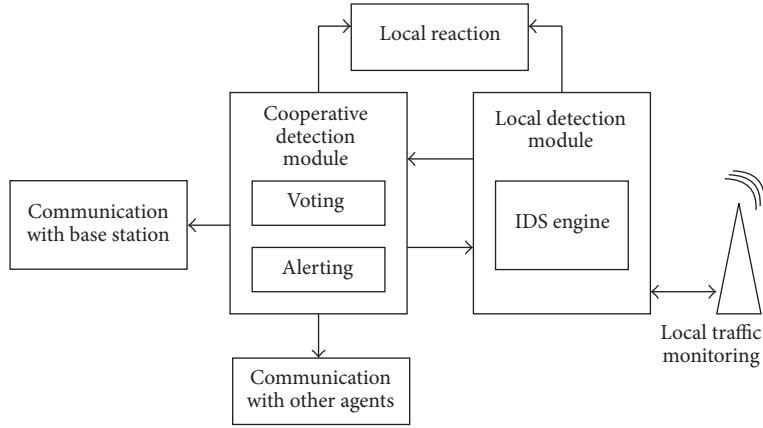 Local reaction
Cooperative
detection
module
Local detection
module
Voting
IDS engine
Communication
with base station
Alerting
Local traffic
monitoring
Communication
with other agents